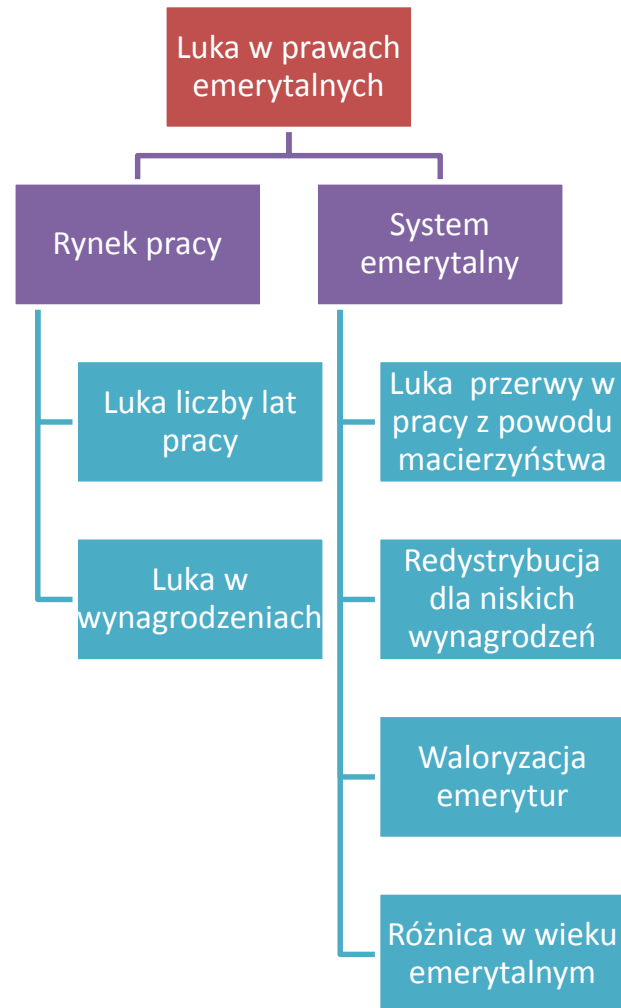 Luka w prawach
emerytalnych
Rynek pracy
System
emerytalny
Luka liczby lat
pracy
Luka w
wynagrodzeniach
Luka przerwy w
pracy z powodu
macierzyństwa
Redystrybucja
dla niskich
wynagrodzeń
Waloryzacja
emerytur
Różnica w wieku
emerytalnym